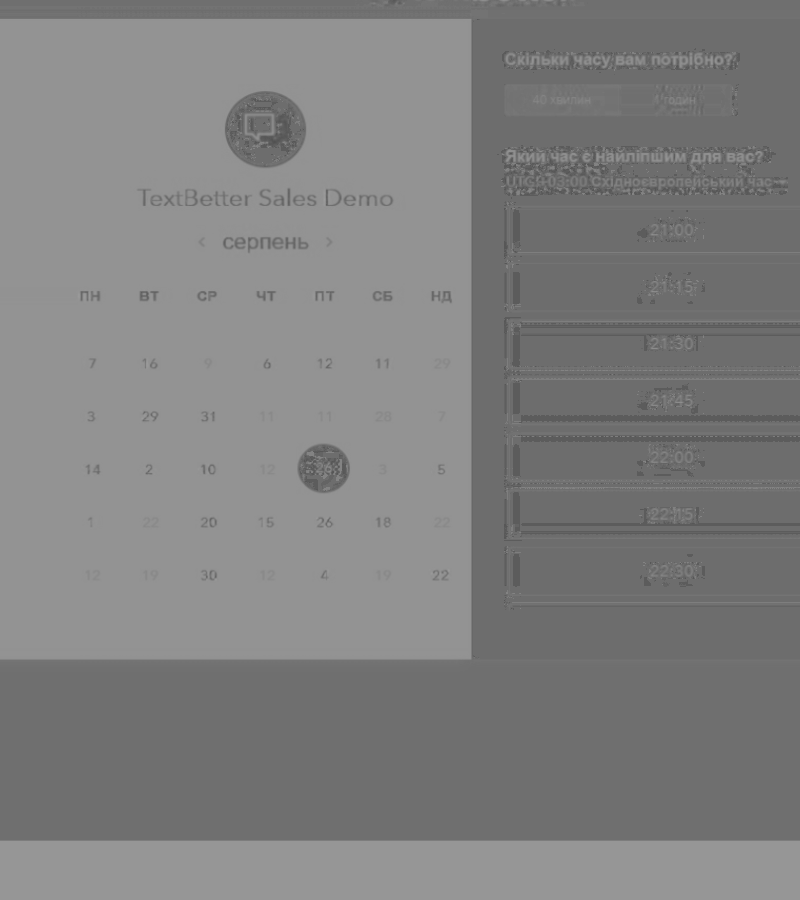 TextBetter Sales Demo
‹ серпень ›
ПН ВТ СР ЧТ ПТ СБ НД
7 16 9 6 12 11 29
3 29 31 11 11 28 7
14 2 10 12 3 5
1 22 20 15 26 18 22
12 19 30 12 4 19 22
Скільки часу вам потрібно?
40 хвилин годин
Який час є найліпшим для вас?
UTC+03:00 Східноєвропейський час
21:00
21:15
21:30
21:45
22:00
22:15
22:30